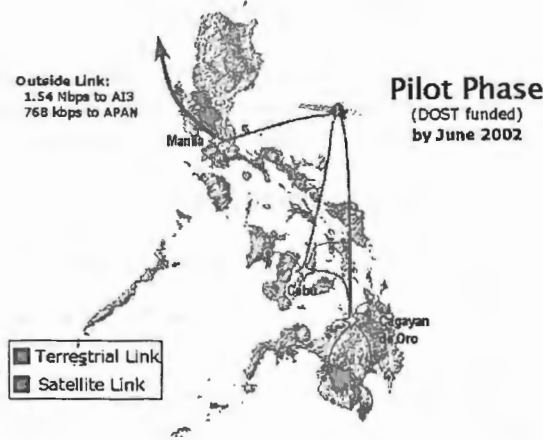 Outside Link:
1.54 Mbps to AI3
768 kbps to APAN
Pilot Phase
(DOST funded)
by June 2002
Manila
Cebu
Cagayan
de Oro
Terrestrial Link
Satellite Link